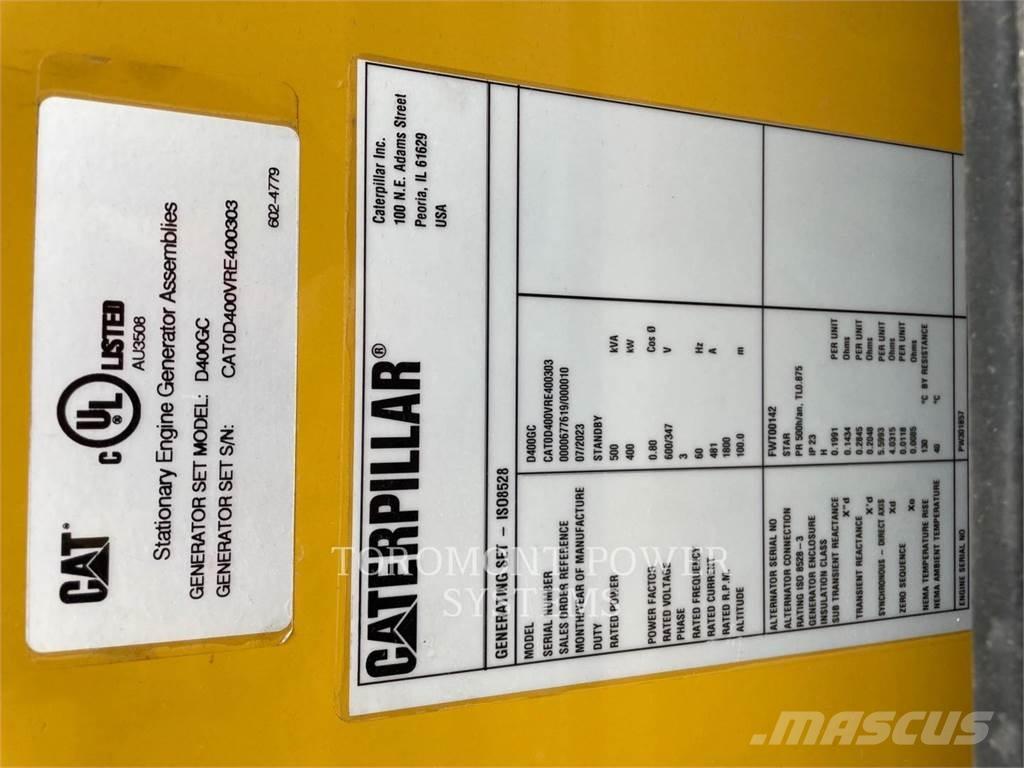 CAT®
C UL LISTED
AU3508
Stationary Engine Generator Assemblies
GENERATOR SET MODEL: D400GC
GENERATOR SET S/N: CAT0D400VRE400303
602-4779
CATERPILLAR®
Caterpillar Inc.
100 N.E. Adams Street
Peoria, IL 61629
USA
GENERATING SET – ISO8528
MODEL D400GC
SERIAL NUMBER CAT0D400VRE400303
SALES ORDER REFERENCE 0000677619/000010
MONTH/YEAR OF MANUFACTURE 07/2023
DUTY STANDBY
RATED POWER 500 kVA
400 kW
POWER FACTOR 0.80 Cos Ø
RATED VOLTAGE 600/347 V
PHASE 3
RATED FREQUENCY 60 Hz
RATED CURRENT 481 A
RATED R.P.M. 1800
ALTITUDE 100.0 m
ALTERNATOR SERIAL NO FWT00142
ALTERNATOR CONNECTION STAR
RATING ISO 8528 – 3 PR 500h/an, TL0.875
GENERATOR ENCLOSURE IP 23
INSULATION CLASS H
SUB TRANSIENT REACTANCE 0.1991 PER UNIT
X"d 0.1434 Ohms
TRANSIENT REACTANCE 0.2845 PER UNIT
X'd 0.2048 Ohms
SYNCHRONOUS – DIRECT AXIS 5.5993 PER UNIT
Xd 4.0315 Ohms
ZERO SEQUENCE 0.0118 PER UNIT
Xo 0.0085 Ohms
NEMA TEMPERATURE RISE 130 °C BY RESISTANCE
NEMA AMBIENT TEMPERATURE 40 °C
ENGINE SERIAL NO PW301857
TOROMONT POWER
SYSTEMS
MASCUS